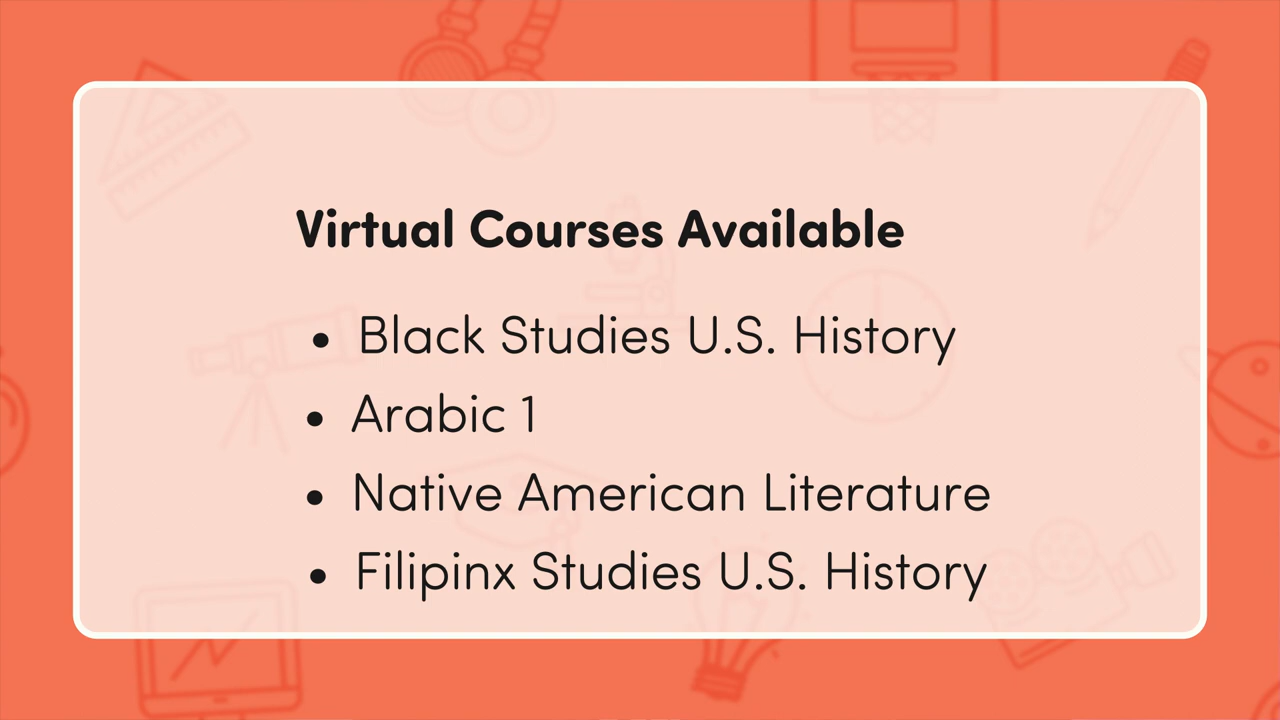 Virtual Courses Available
• Black Studies U.S. History
• Arabic 1
• Native American Literature
• Filipinx Studies U.S. History